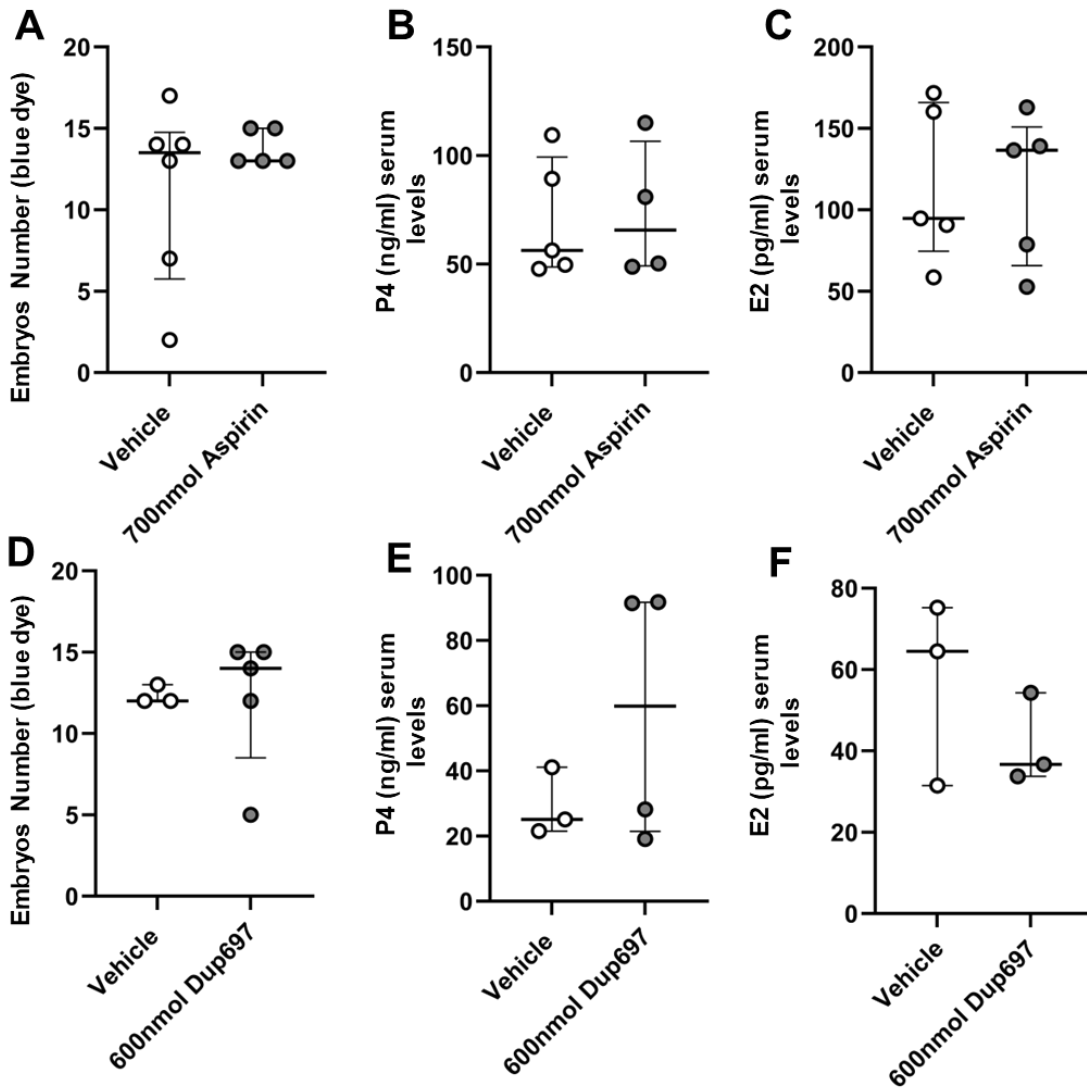 A
Embryos Number (blue dye)
20
15
10
5
0
Vehicle
700nmol Aspirin
B
P4 (ng/ml) serum
levels
150
100
50
0
Vehicle
700nmol Aspirin
C
E2 (pg/ml) serum
levels
200
150
100
50
0
Vehicle
700nmol Aspirin
D
Embryos Number (blue dye)
20
15
10
5
0
Vehicle
600nmol Dup697
E
P4 (ng/ml) serum
levels
100
80
60
40
20
0
Vehicle
600nmol Dup697
F
E2 (pg/ml) serum
levels
80
60
40
20
0
Vehicle
600nmol Dup697